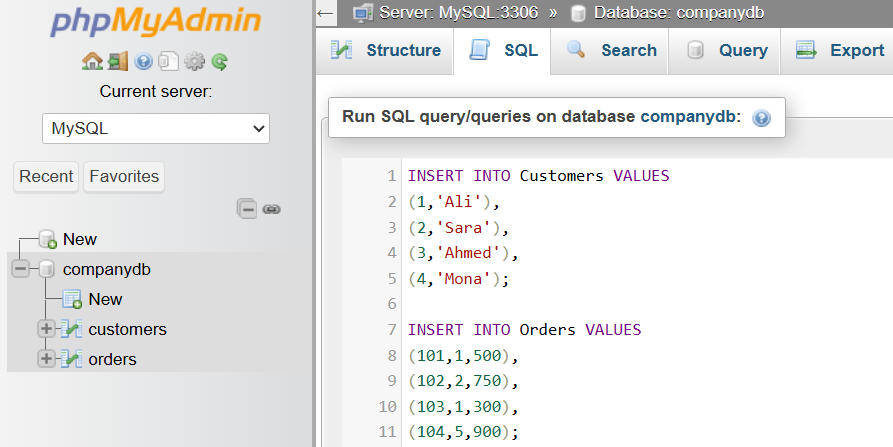 phpMyAdmin
Current server:
MySQL
Recent
Favorites
New
companydb
New
customers
orders
Server: MySQL:3306 » Database: companydb
Structure
SQL
Search
Query
Export
Run SQL query/queries on database companydb:
1 INSERT INTO Customers VALUES
2 (1,'Ali'),
3 (2,'Sara'),
4 (3,'Ahmed'),
5 (4,'Mona');
6
7 INSERT INTO Orders VALUES
8 (101,1,500),
9 (102,2,750),
10 (103,1,300),
11 (104,5,900);